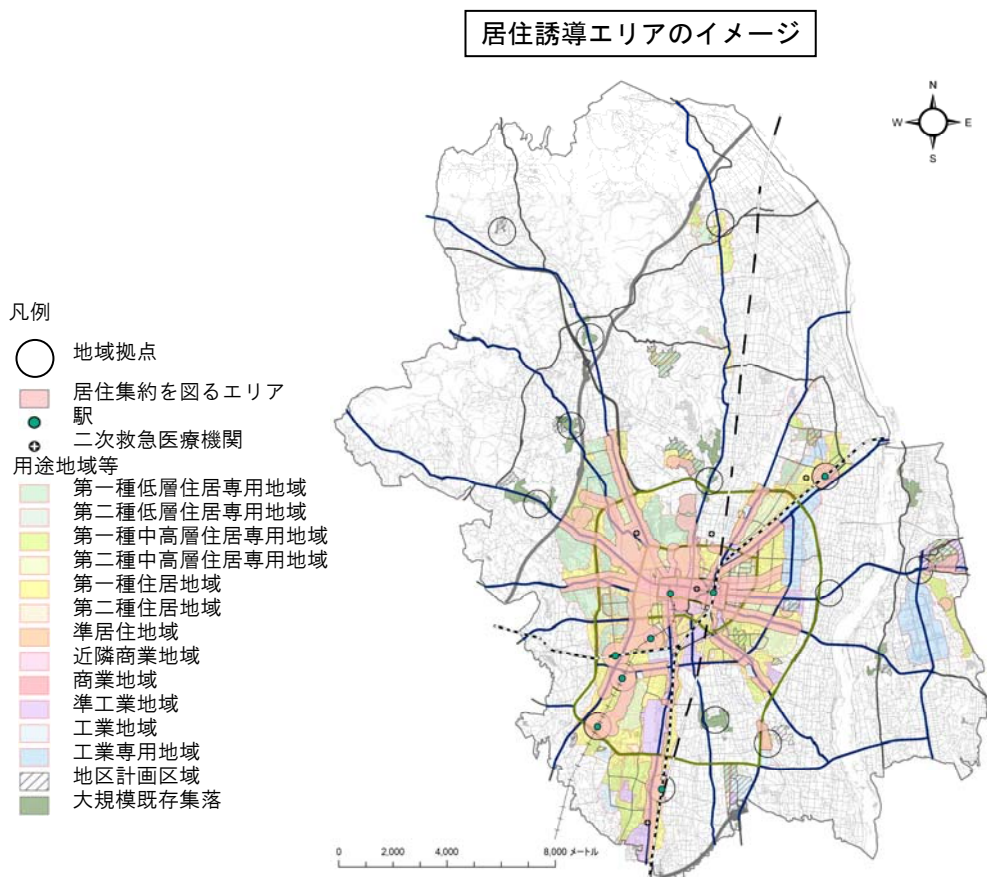 居住誘導エリアのイメージ
N
W E
S
凡例
地域拠点
居住集約を図るエリア
駅
二次救急医療機関
用途地域等
第一種低層住居専用地域
第二種低層住居専用地域
第一種中高層住居専用地域
第二種中高層住居専用地域
第一種住居地域
第二種住居地域
準居住地域
近隣商業地域
商業地域
準工業地域
工業地域
工業専用地域
地区計画区域
大規模既存集落
0 2,000 4,000 8,000 メートル